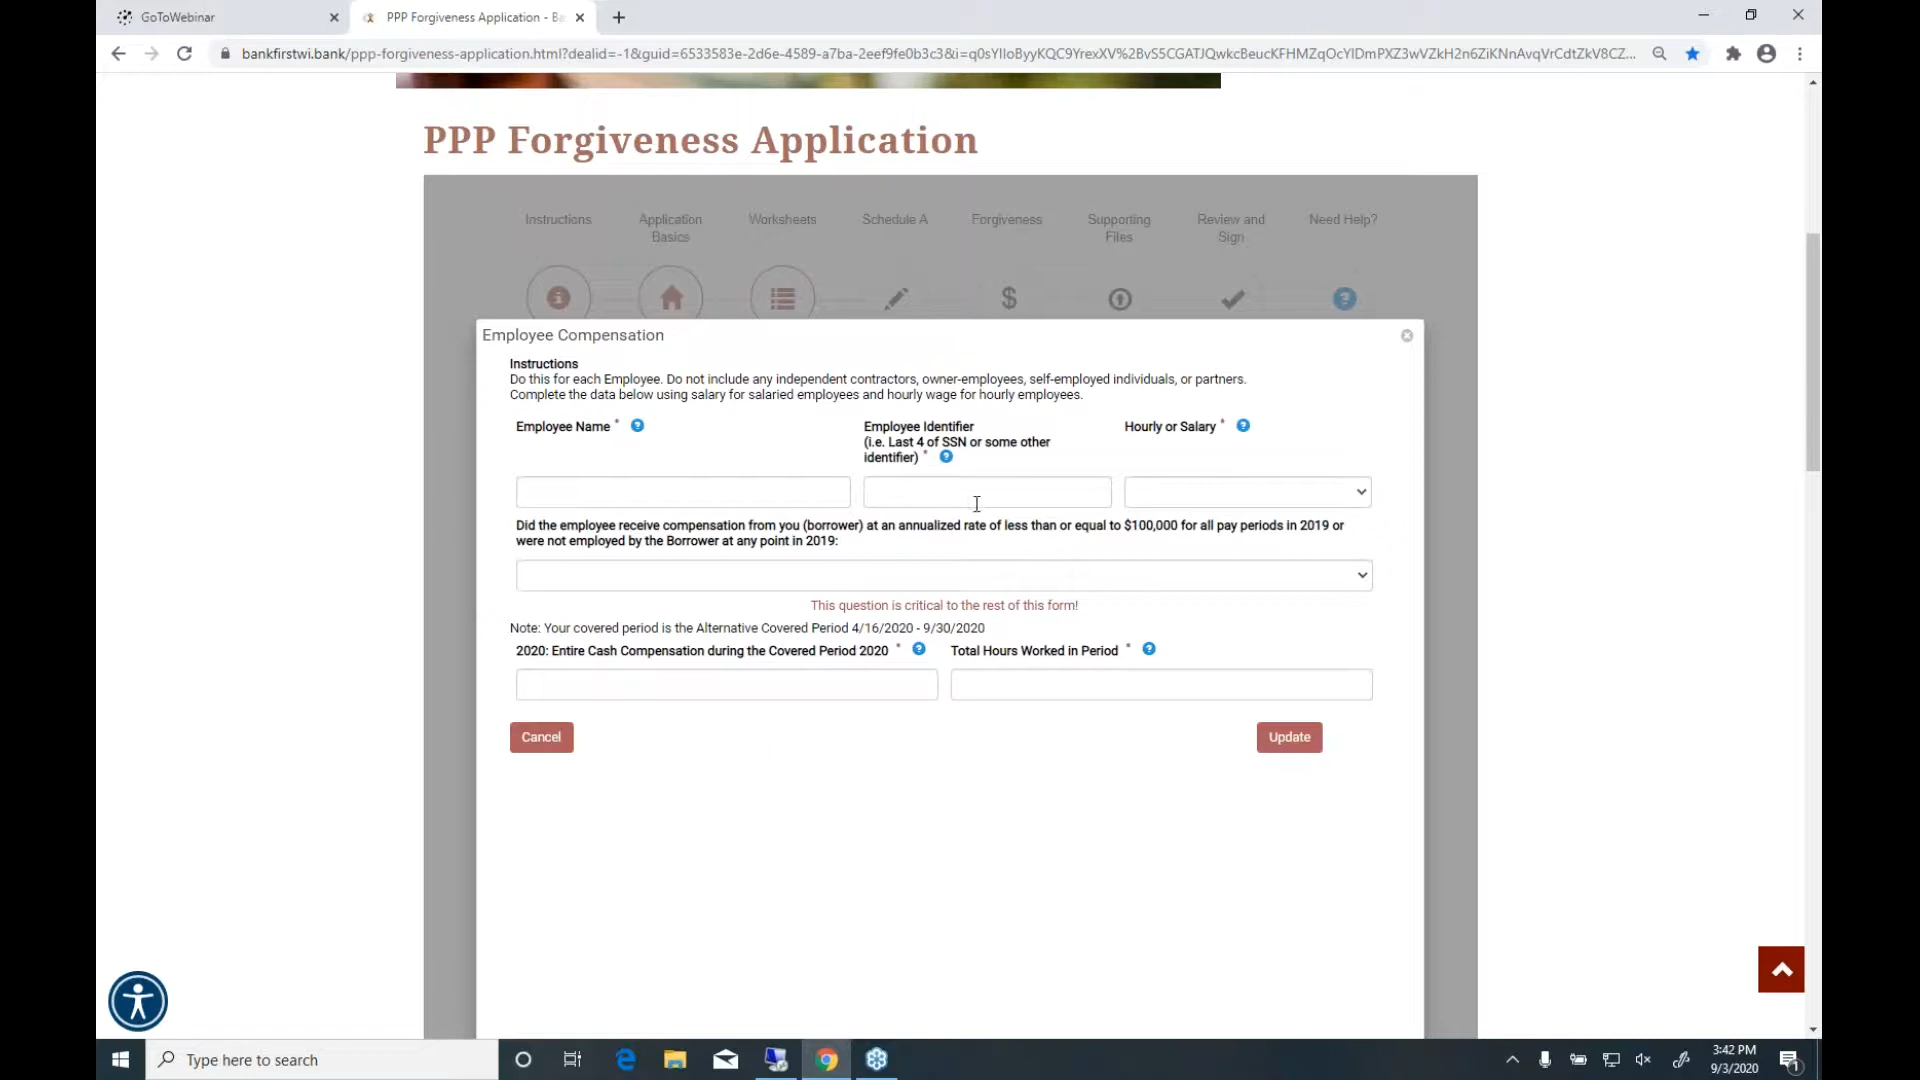 GoToWebinar
PPP Forgiveness Application - Ba
bankfirstwi.bank/ppp-forgiveness-application.html?dealid=-1&guid=6533583e-2d6e-4589-a7ba-2eef9fe0b3c3&i=q0sYlIoByyKQC9YrexXV%2BvS5CGATJQwkcBeucKFHMZqOcYlDmPXZ3wVZkH2n6ZiKNnAvqVrCdtZkV8CZ...
PPP Forgiveness Application
Instructions
Application
Basics
Worksheets
Schedule A
Forgiveness
Supporting
Files
Review and
Sign
Need Help?
Employee Compensation
Instructions
Do this for each Employee. Do not include any independent contractors, owner-employees, self-employed individuals, or partners.
Complete the data below using salary for salaried employees and hourly wage for hourly employees.
Employee Name *
Employee Identifier
(i.e. Last 4 of SSN or some other
identifier) *
Hourly or Salary *
Did the employee receive compensation from you (borrower) at an annualized rate of less than or equal to $100,000 for all pay periods in 2019 or
were not employed by the Borrower at any point in 2019:
This question is critical to the rest of this form!
Note: Your covered period is the Alternative Covered Period 4/16/2020 - 9/30/2020
2020: Entire Cash Compensation during the Covered Period 2020 *
Total Hours Worked in Period *
Cancel
Update
Type here to search
3:42 PM
9/3/2020
1